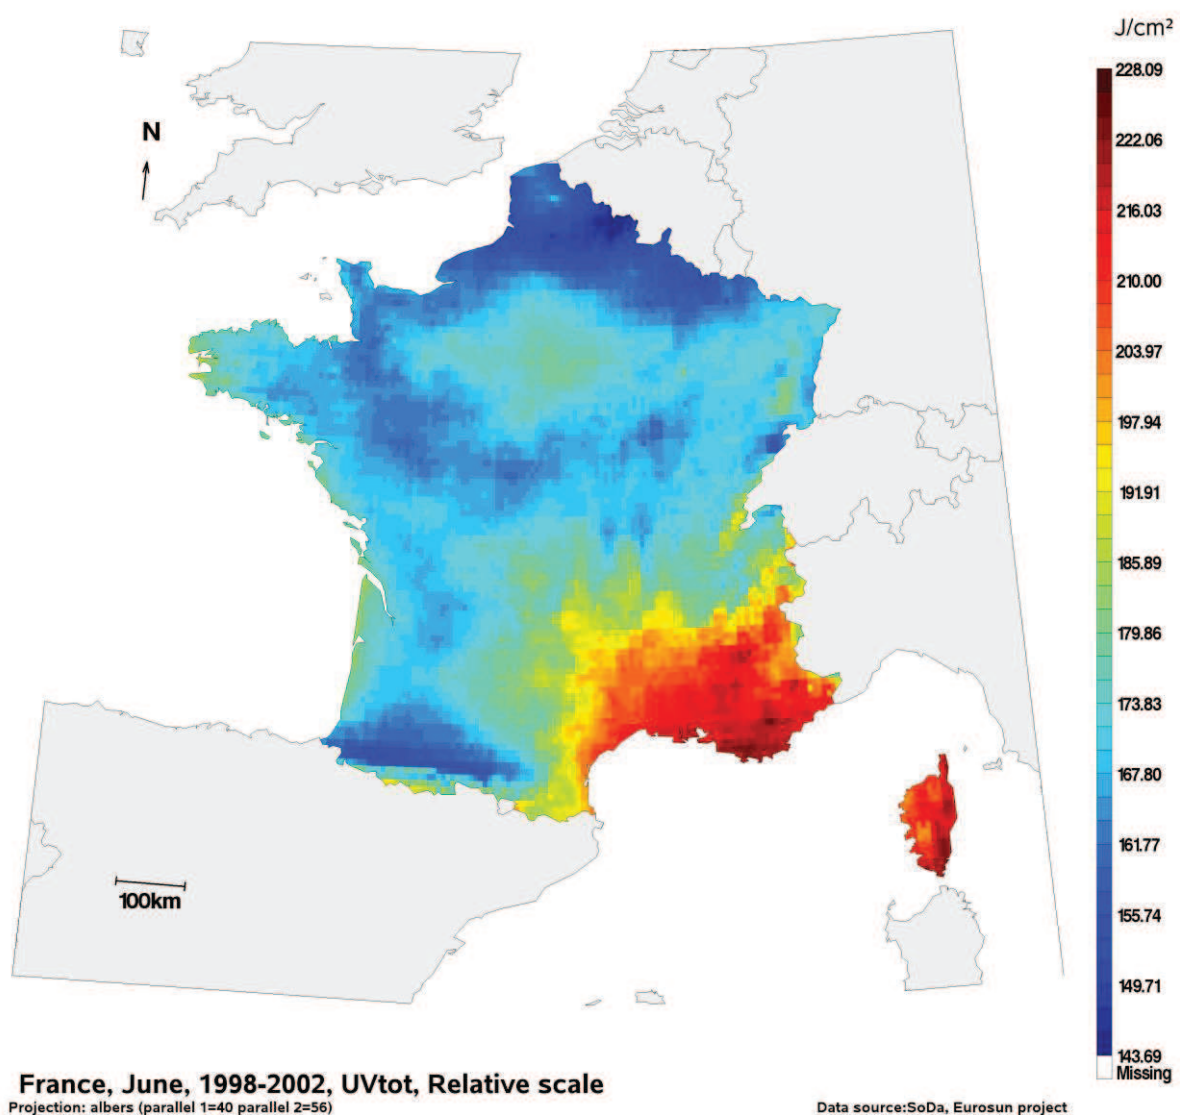 J/cm²
228.09
222.06
216.03
210.00
203.97
197.94
191.91
185.89
179.86
173.83
167.80
161.77
155.74
149.71
143.69
Missing
N
100km
France, June, 1998-2002, UVtot, Relative scale
Projection: albers (parallel 1=40 parallel 2=56)
Data source:SoDa, Eurosun project